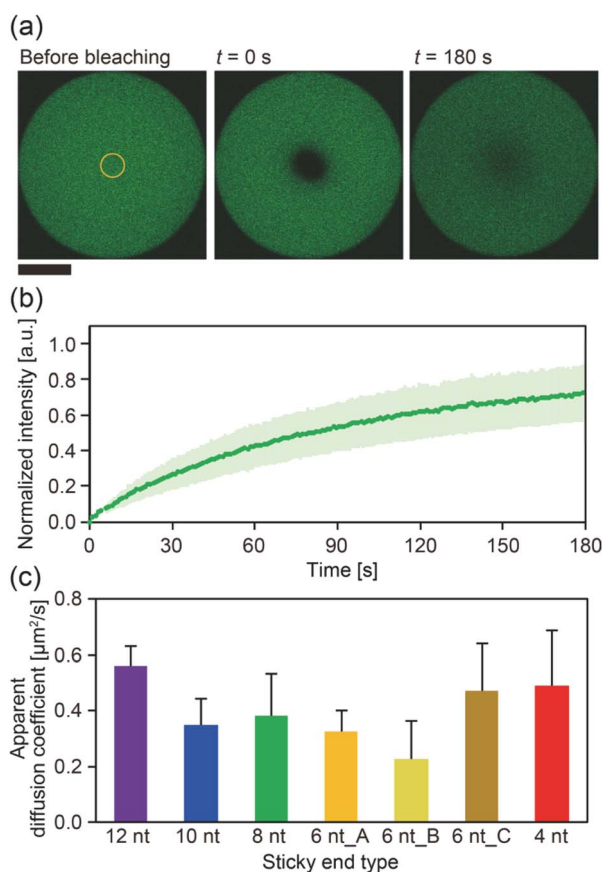 (a)
Before bleaching
t = 0 s
t = 180 s
(b)
Normalized intensity [a.u.]
1.0
0.8
0.6
0.4
0.2
0.0
0 30 60 90 120 150 180
Time [s]
(c)
Apparent
diffusion coefficient [µm²/s]
0.8
0.6
0.4
0.2
0.0
12 nt 10 nt 8 nt 6 nt_A 6 nt_B 6 nt_C 4 nt
Sticky end type